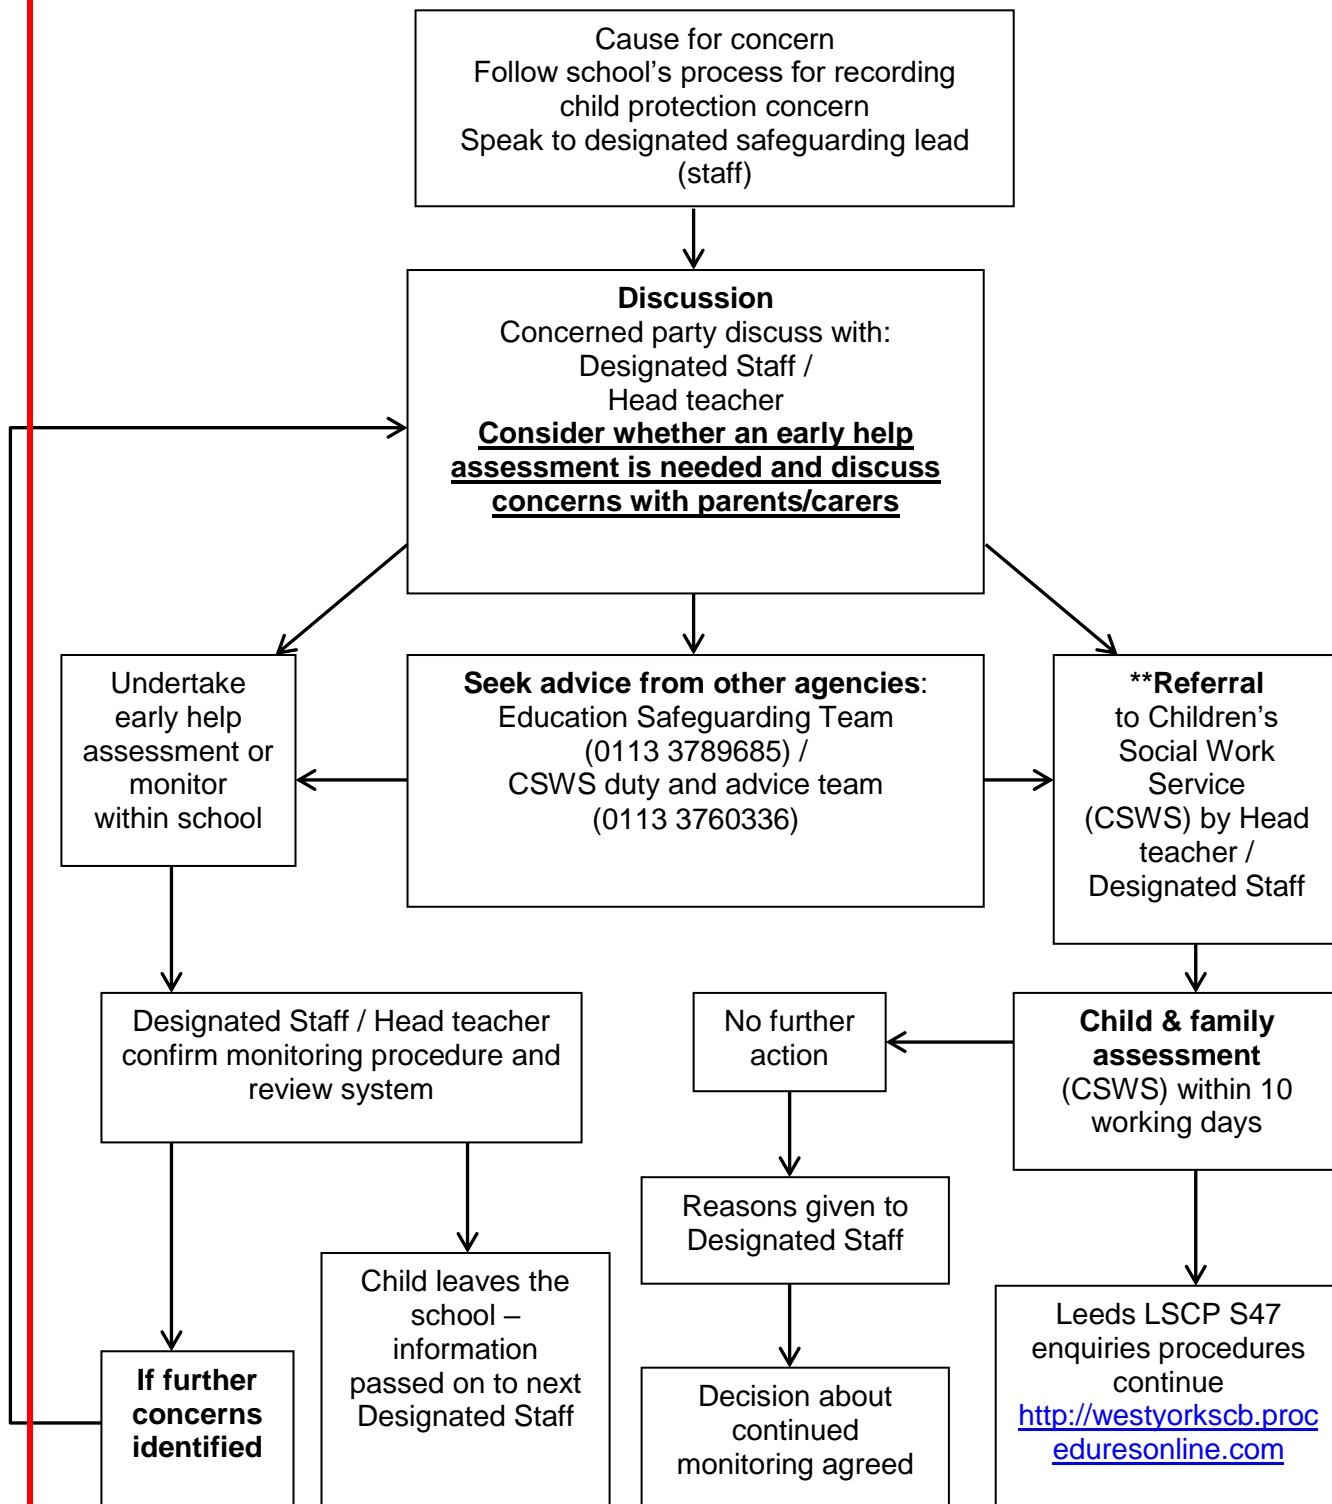 Cause for concern
Follow school’s process for recording
child protection concern
Speak to designated safeguarding lead
(staff)
Discussion
Concerned party discuss with:
Designated Staff /
Head teacher
Consider whether an early help
assessment is needed and discuss
concerns with parents/carers
Undertake
early help
assessment or
monitor
within school
Seek advice from other agencies:
Education Safeguarding Team
(0113 3789685) /
CSWS duty and advice team
(0113 3760336)
**Referral
to Children’s
Social Work
Service
(CSWS) by Head
teacher /
Designated Staff
Designated Staff / Head teacher
confirm monitoring procedure and
review system
No further
action
Child & family
assessment
(CSWS) within 10
working days
Reasons given to
Designated Staff
If further
concerns
identified
Child leaves the
school –
information
passed on to next
Designated Staff
Decision about
continued
monitoring agreed
Leeds LSCP S47
enquiries procedures
continue
http://westyorkscb.proc
eduresonline.com